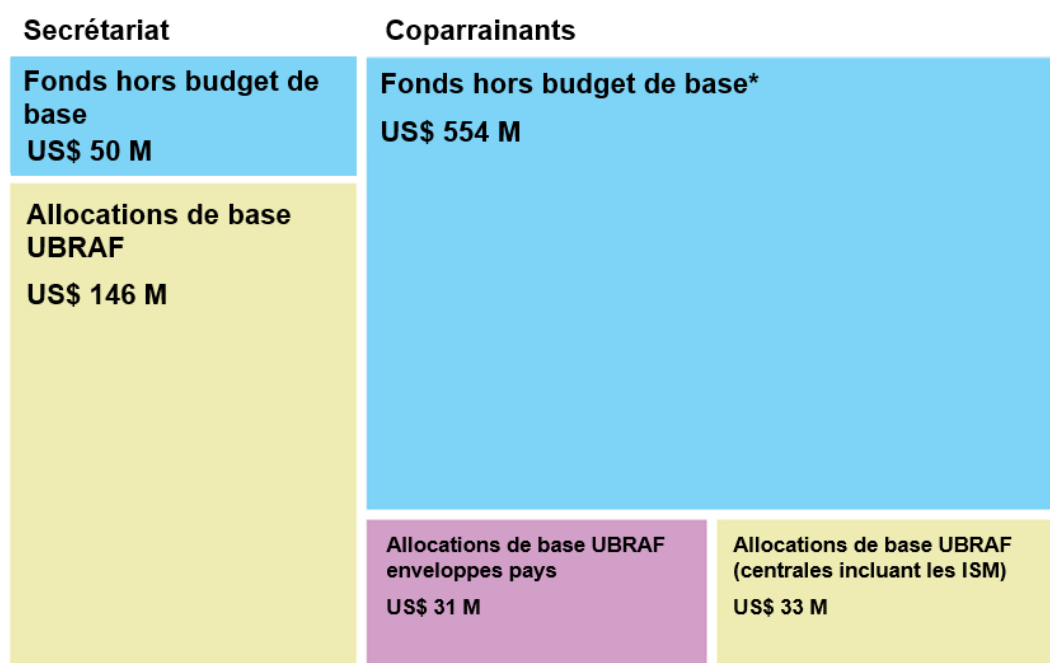 Secrétariat
Coparrainants
Fonds hors budget de
base
US$ 50 M
Fonds hors budget de base*
US$ 554 M
Allocations de base
UBRAF
US$ 146 M
Allocations de base UBRAF
enveloppes pays
US$ 31 M
Allocations de base UBRAF
(centrales incluant les ISM)
US$ 33 M